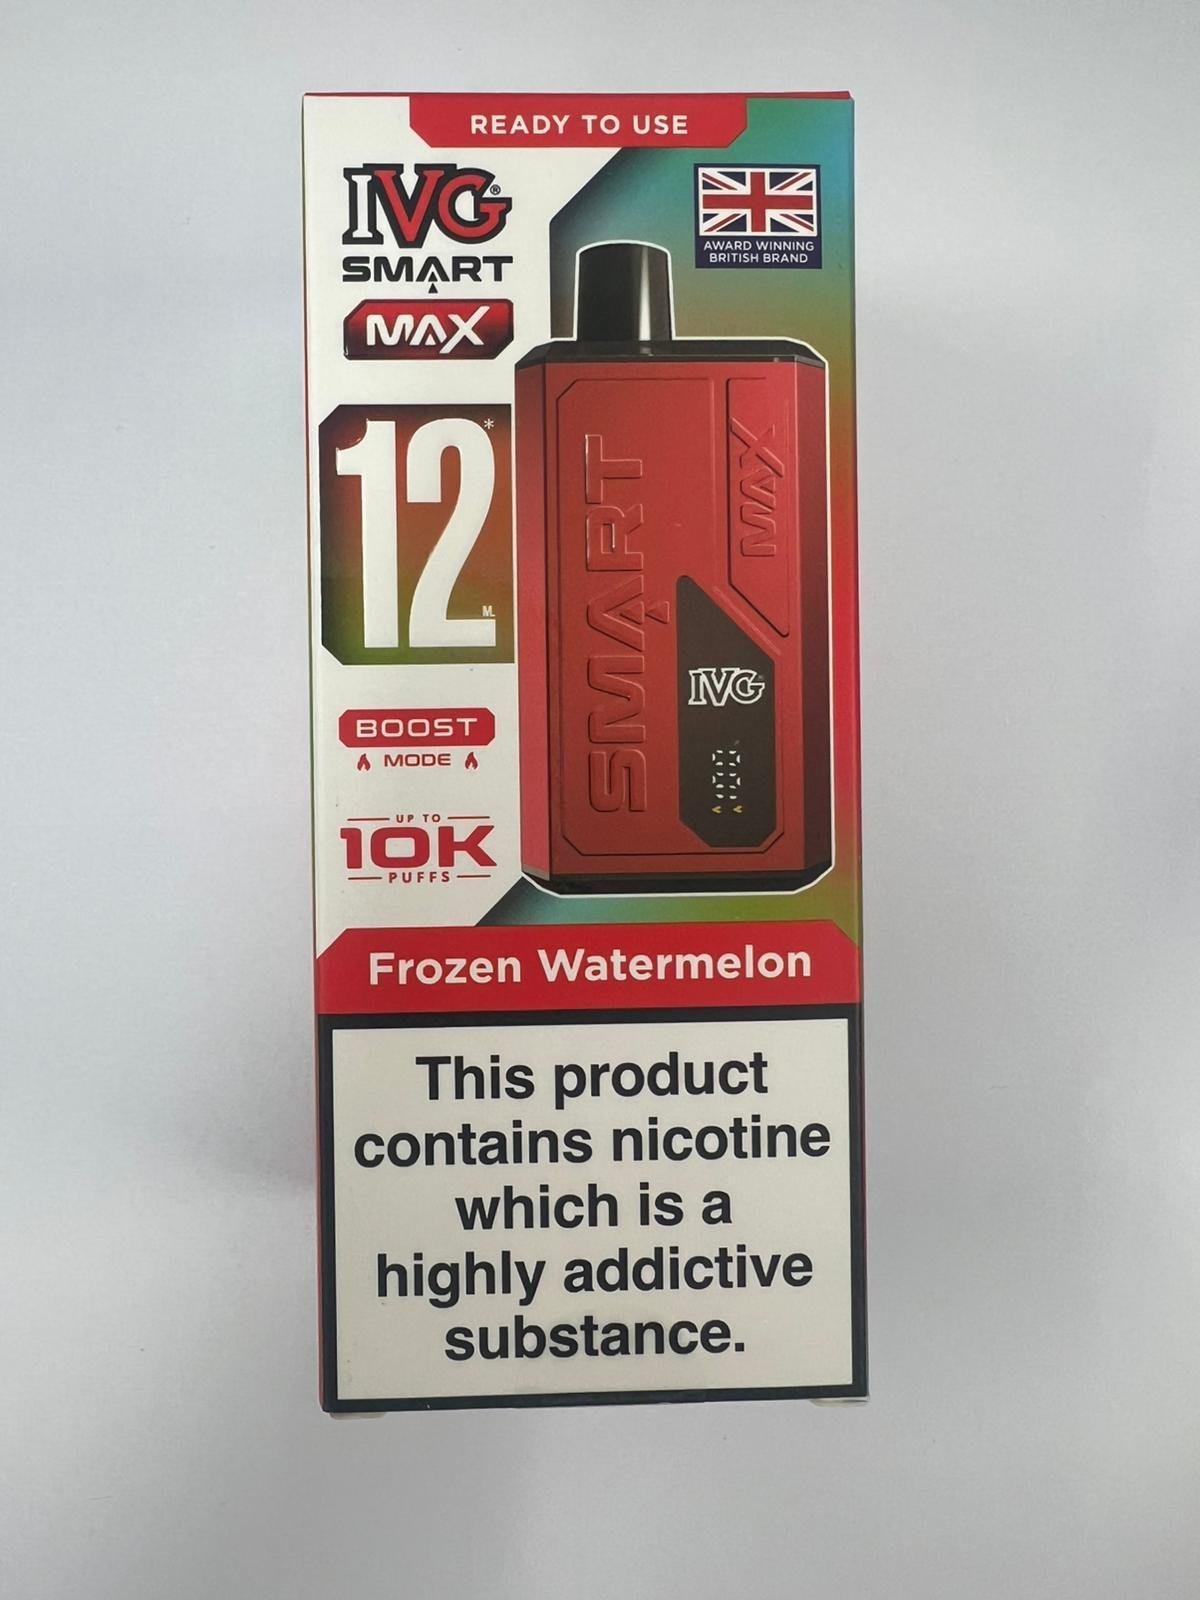 READY TO USE
IVG®
SMART
MAX
AWARD WINNING
BRITISH BRAND
12*
ML
SMART
MAX
IVG
BOOST
MODE
UP TO
10K
PUFFS
Frozen Watermelon
This product
contains nicotine
which is a
highly addictive
substance.